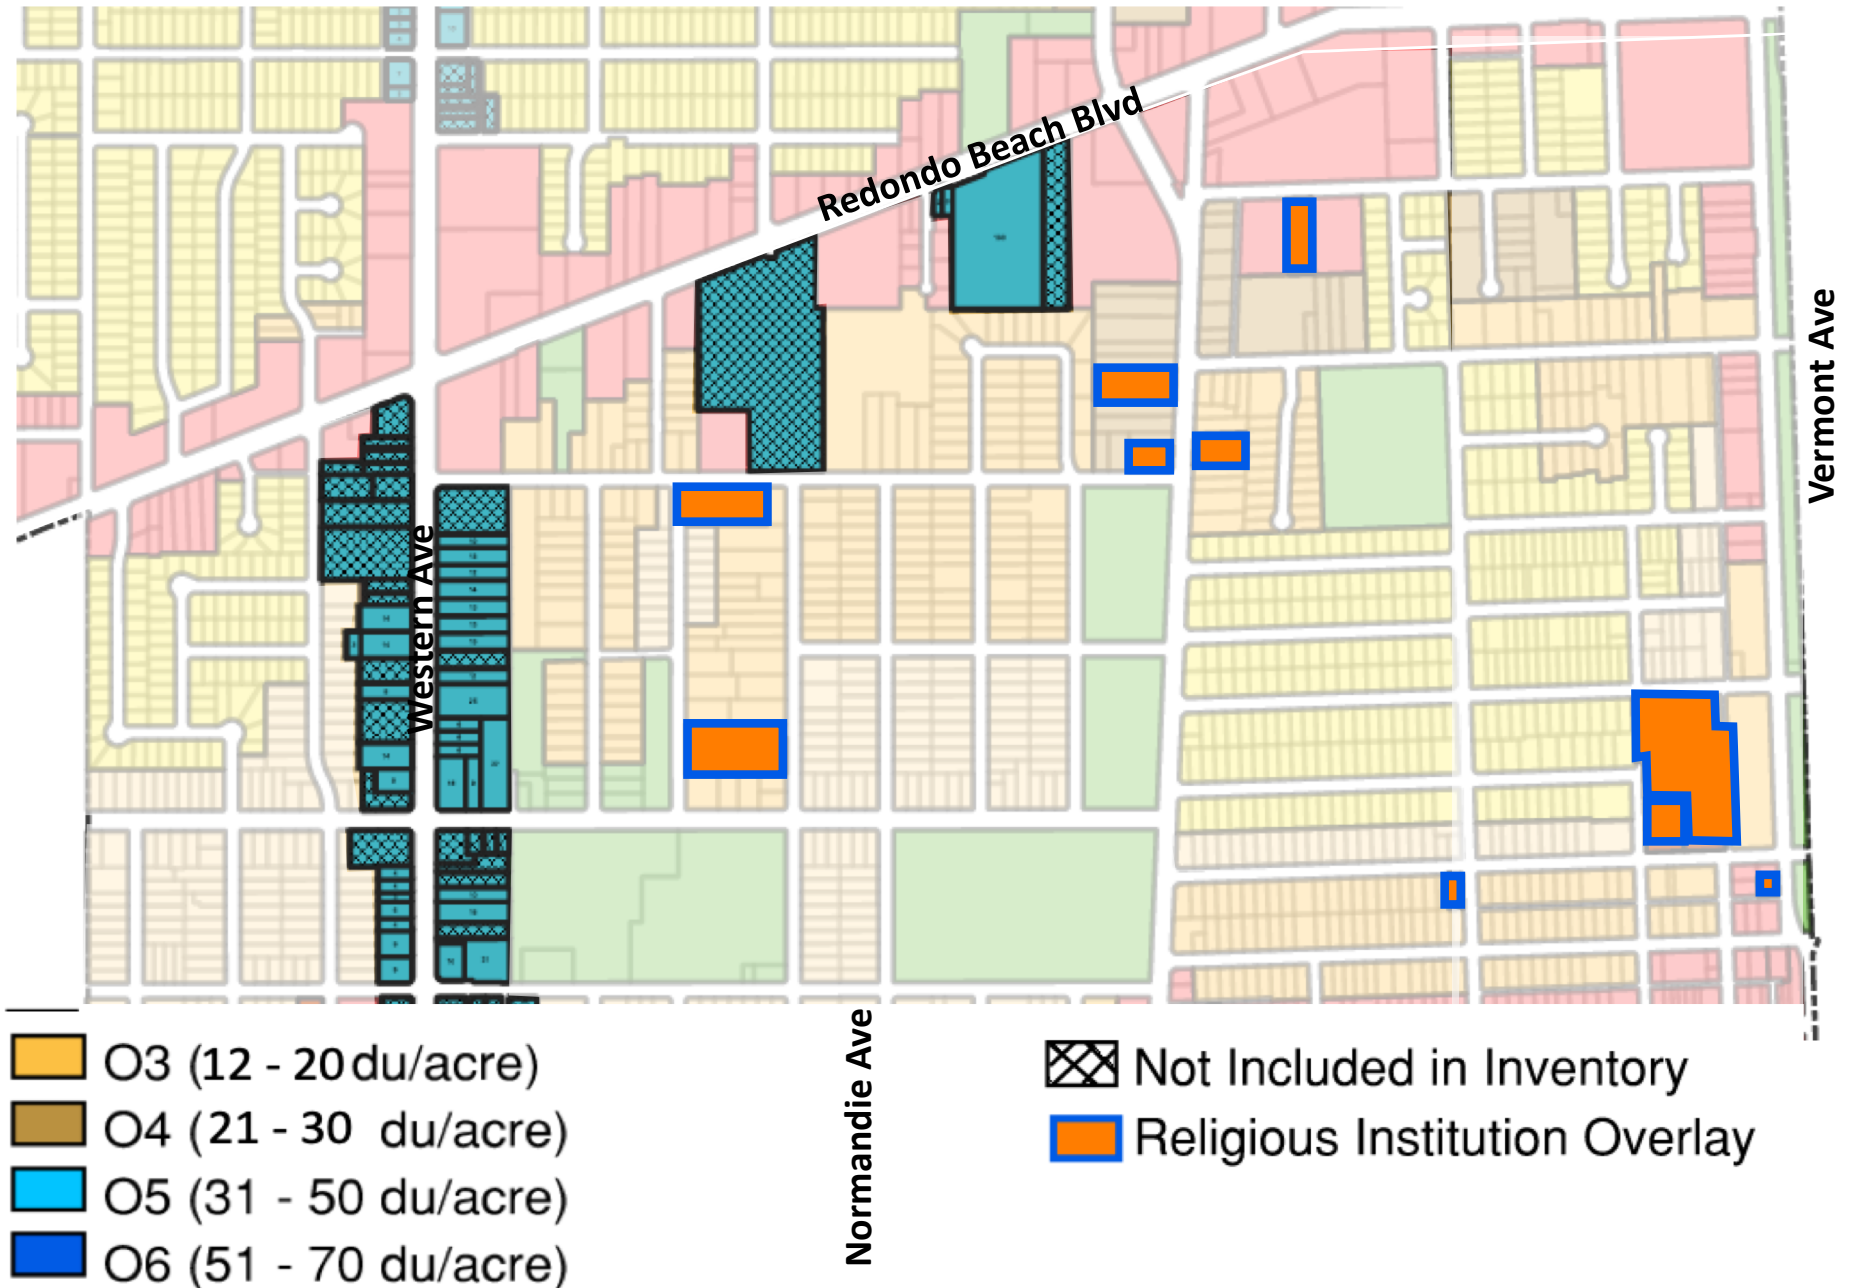 Redondo Beach Blvd
Vermont Ave
Western Ave
Normandie Ave
O3 (12 - 20 du/acre)
O4 (21 - 30 du/acre)
O5 (31 - 50 du/acre)
O6 (51 - 70 du/acre)
Not Included in Inventory
Religious Institution Overlay